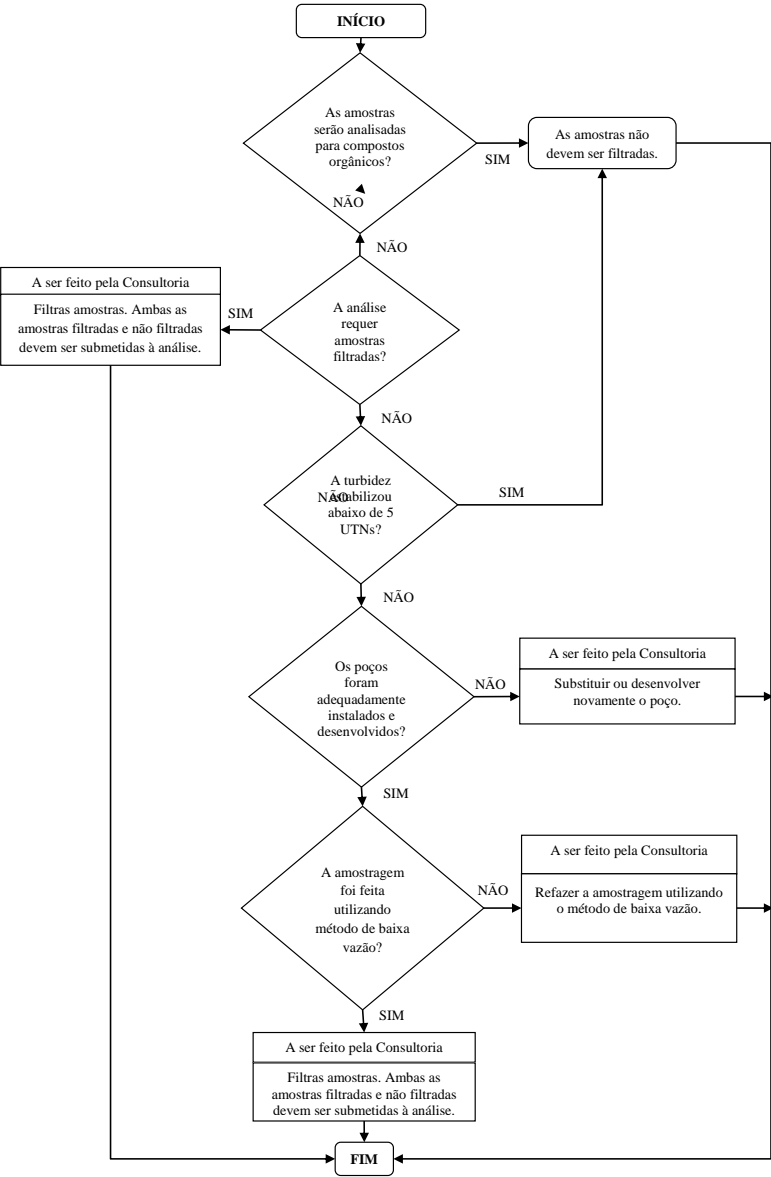 INÍCIO
As amostras
serão analisadas
para compostos
orgânicos?
NÃO
SIM
As amostras não
devem ser filtradas.
NÃO
A ser feito pela Consultoria
Filtras amostras. Ambas as
amostras filtradas e não filtradas
devem ser submetidas à análise.
SIM
A análise
requer
amostras
filtradas?
NÃO
A turbidez
estabilizou
NÃO
abaixo de 5
UTNs?
SIM
NÃO
Os poços
foram
adequadamente
instalados e
desenvolvidos?
NÃO
A ser feito pela Consultoria
Substituir ou desenvolver
novamente o poço.
SIM
A amostragem
foi feita
utilizando
método de baixa
vazão?
NÃO
A ser feito pela Consultoria
Refazer a amostragem utilizando
o método de baixa vazão.
SIM
A ser feito pela Consultoria
Filtras amostras. Ambas as
amostras filtradas e não filtradas
devem ser submetidas à análise.
FIM